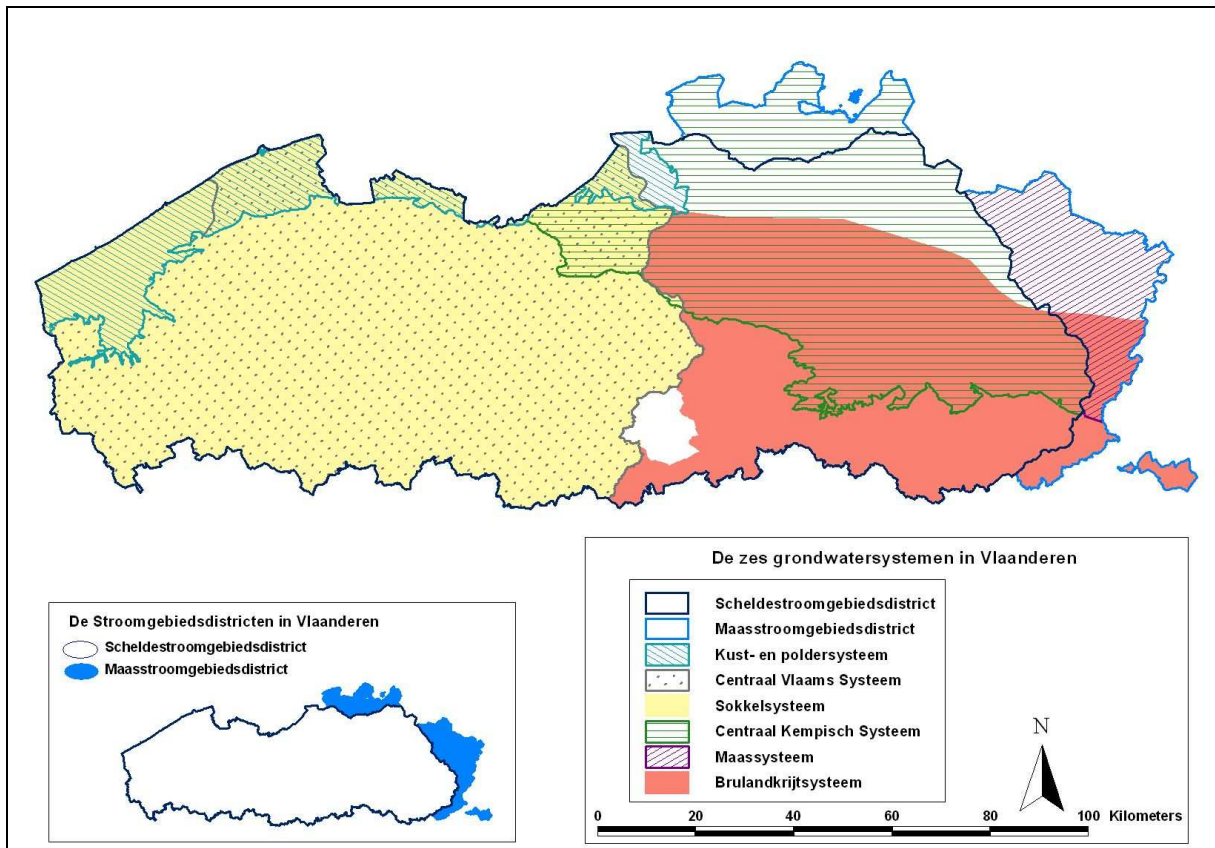 De zes grondwatersystemen in Vlaanderen
Scheldestroomgebiedsdistrict
Maasstroomgebiedsdistrict
Kust- en poldersysteem
Centraal Vlaams Systeem
Sokkelsysteem
Centraal Kempisch Systeem
Maassysteem
Brulandkrijtsysteem
N
0 20 40 60 80 100 Kilometers
De Stroomgebiedsdistricten in Vlaanderen
Scheldestroomgebiedsdistrict
Maasstroomgebiedsdistrict